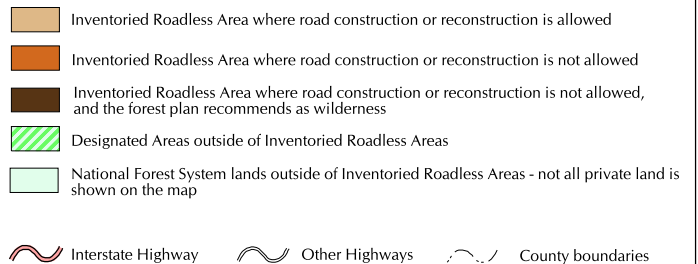 Inventoried Roadless Area where road construction or reconstruction is allowed
Inventoried Roadless Area where road construction or reconstruction is not allowed
Inventoried Roadless Area where road construction or reconstruction is not allowed,
and the forest plan recommends as wilderness
Designated Areas outside of Inventoried Roadless Areas
National Forest System lands outside of Inventoried Roadless Areas - not all private land is
shown on the map
Interstate Highway Other Highways County boundaries